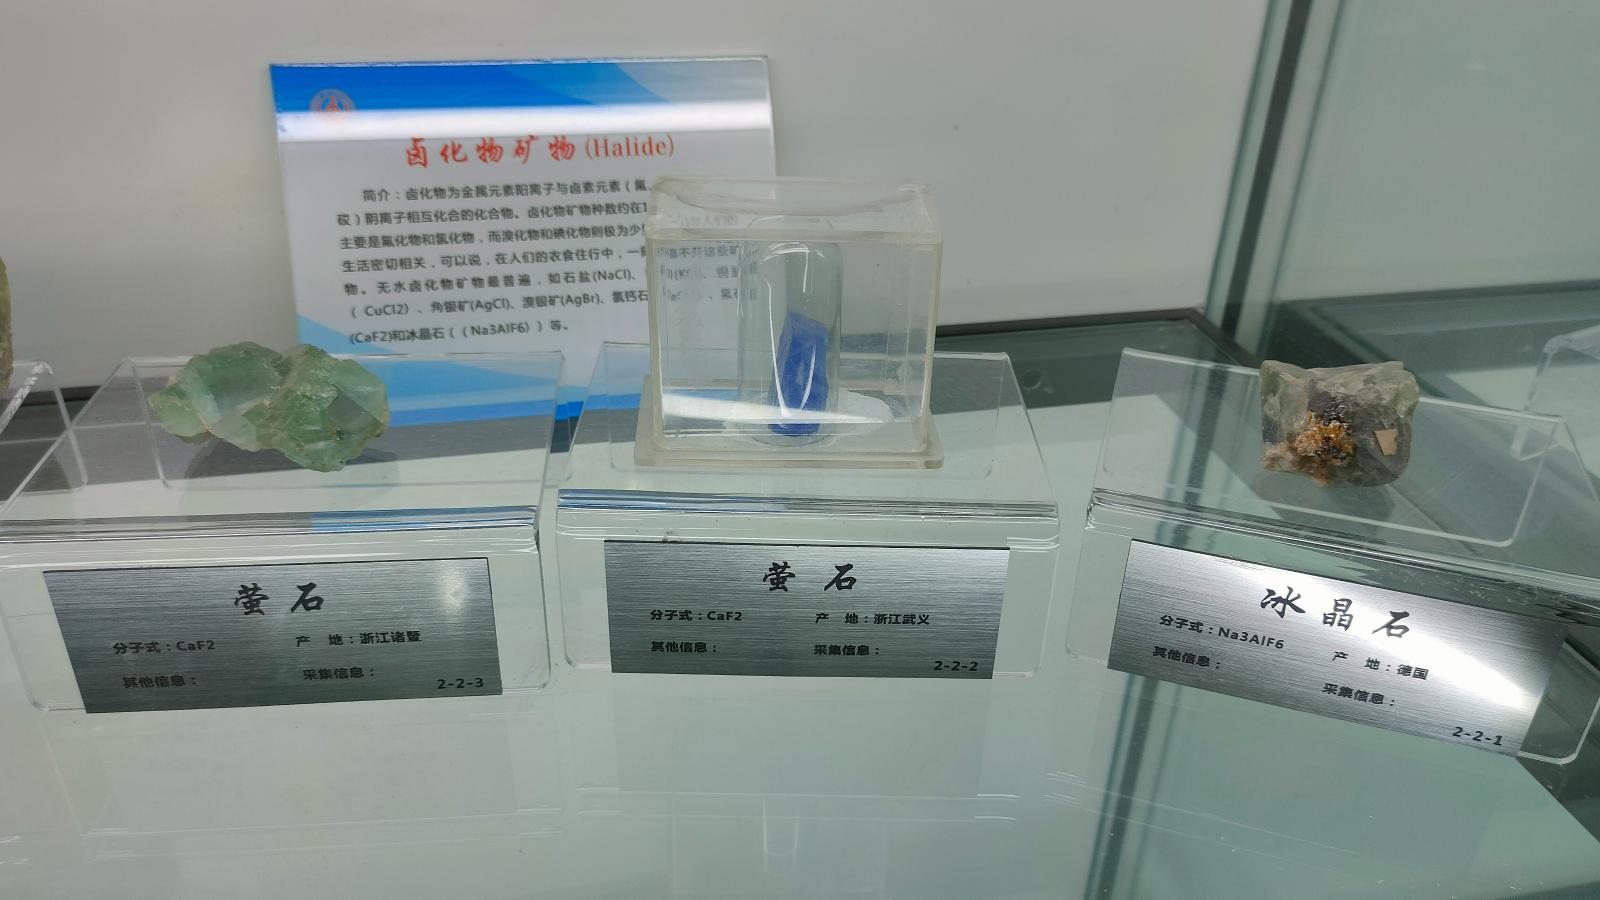 卤化物矿物(Halide)
简介：卤化物为金属元素阳离子与卤素元素（氟、
砹）阴离子相互化合的化合物。卤化物矿物种数约在1
主要是氟化物和氯化物，而溴化物和碘化物则极为少
生活密切相关，可以说，在人们的衣食住行中，一 不开这些矿
物。无水卤化物矿物最普遍，如石盐(NaCl)、
（CuCl2）、角银矿(AgCl)、溴银矿(AgBr)、氯钙石
(CaF2)和冰晶石（（Na3AlF6））等。
萤石
分子式：CaF2 产 地：浙江诸暨
其他信息： 采集信息：
2-2-3
萤石
分子式：CaF2 产 地：浙江武义
其他信息： 采集信息：
2-2-2
冰晶石
分子式：Na3AlF6 产 地：德国
其他信息： 采集信息：
2-2-1